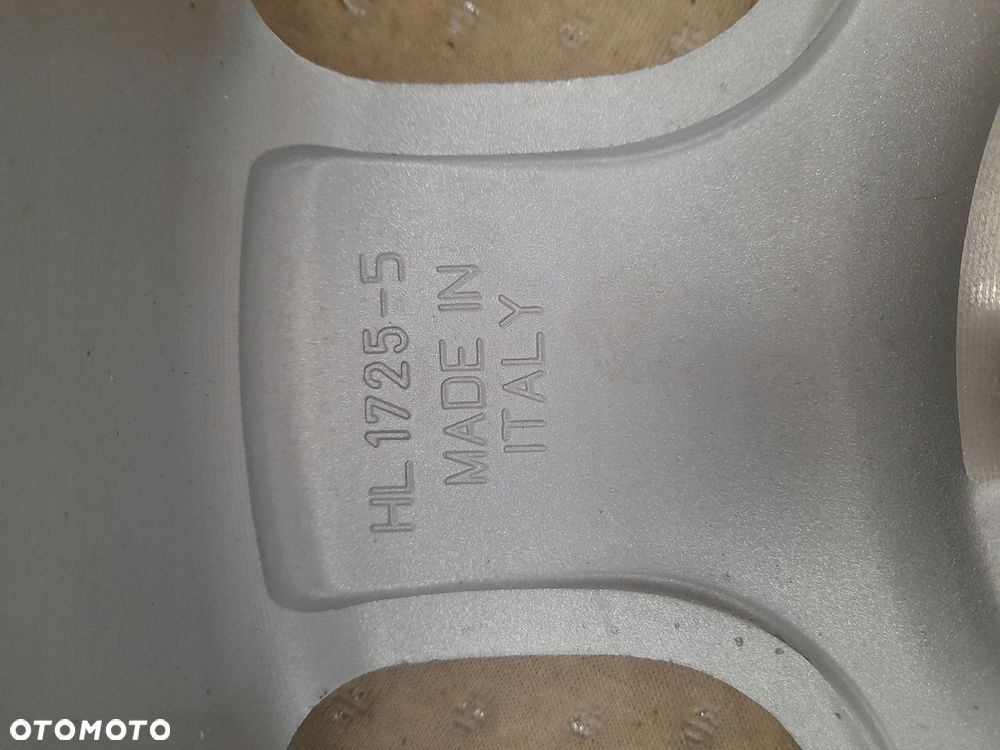 HL 1725-5
MADE IN
ITALY
OTOMOTO